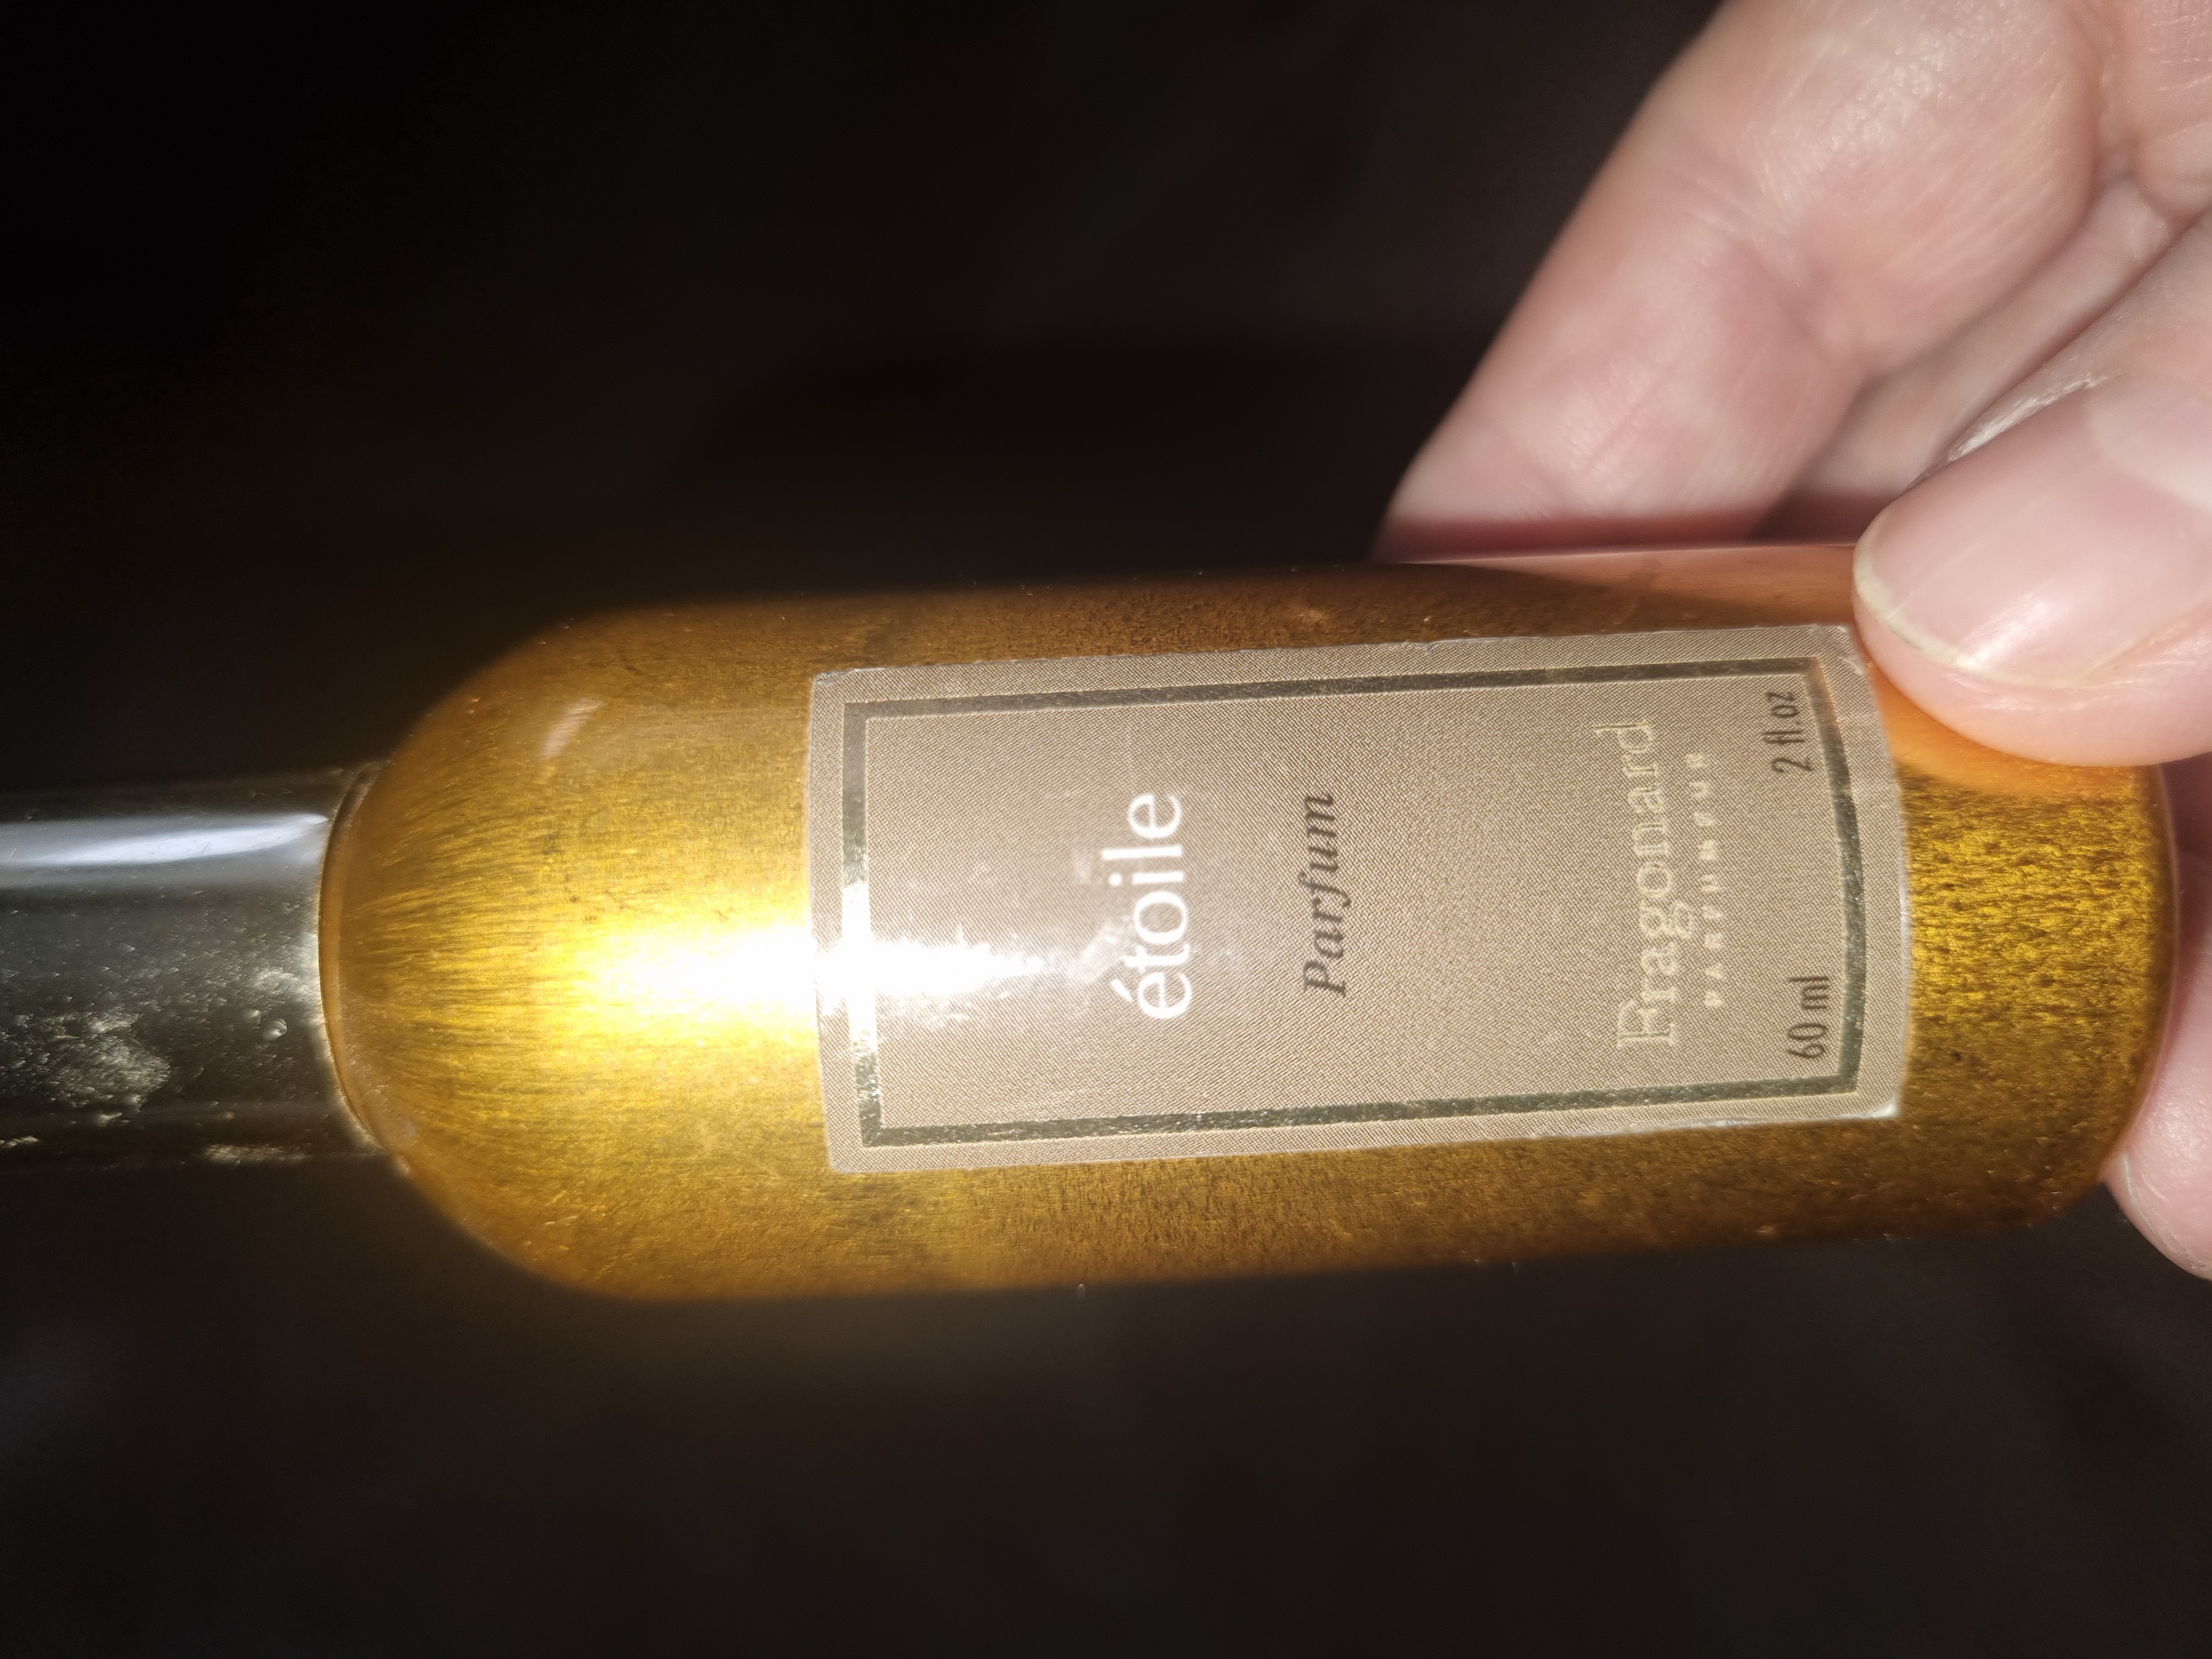 étoile
Parfum
Fragonard
PARFUMEUR
60 ml 2 fl.oz